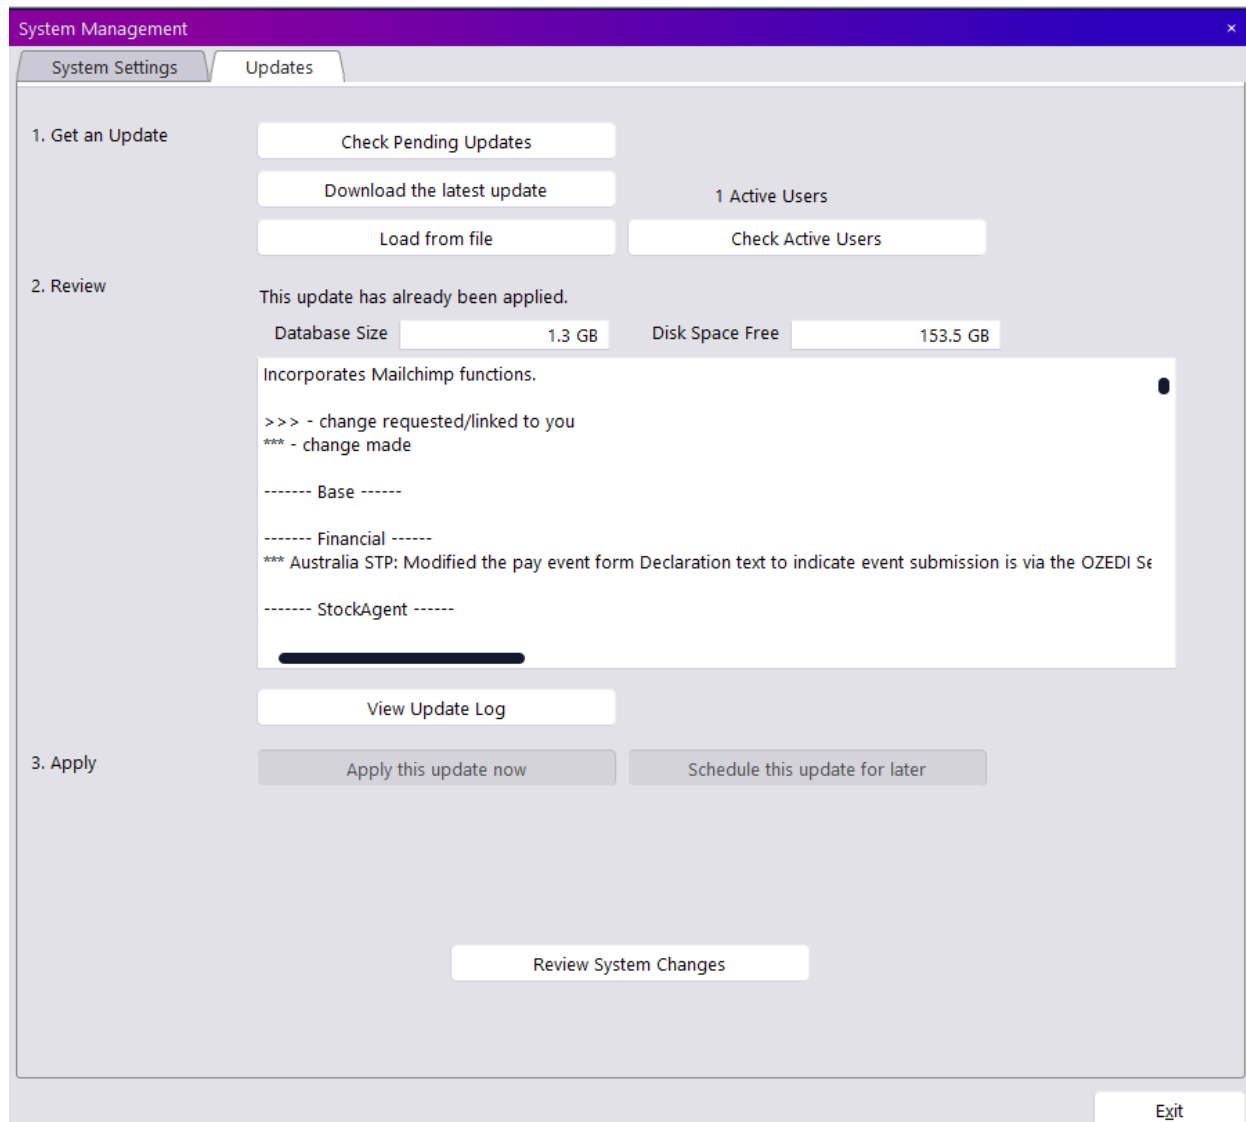 System Management
×
System Settings
Updates
1. Get an Update
Check Pending Updates
Download the latest update
1 Active Users
Load from file
Check Active Users
2. Review
This update has already been applied.
Database Size 1.3 GB Disk Space Free 153.5 GB
Incorporates Mailchimp functions.
>>> - change requested/linked to you
*** - change made
------- Base ------
------- Financial ------
*** Australia STP: Modified the pay event form Declaration text to indicate event submission is via the OZEDI Se
------- StockAgent ------
View Update Log
3. Apply
Apply this update now
Schedule this update for later
Review System Changes
Exit